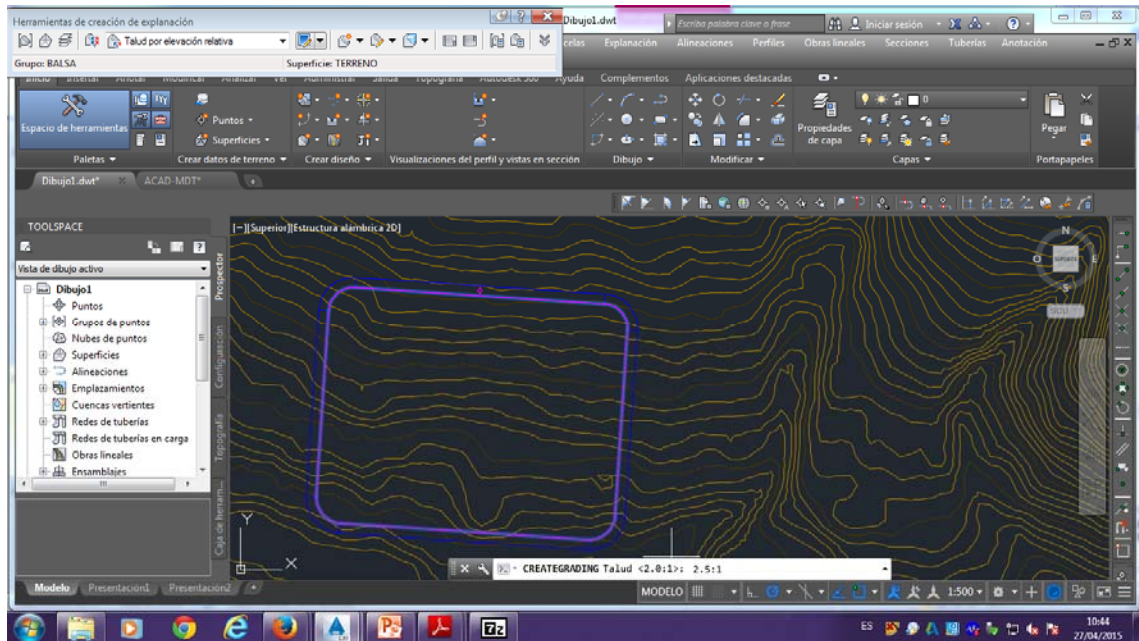 Herramientas de creación de explanación
Talud por elevación relativa
Grupo: BALSA
Superficie: TERRENO
Dibujo1.dwt
Escriba palabra clave o frase
Iniciar sesión
Explanación Alineaciones Perfiles Obras lineales Secciones Tuberías Anotación
Ayuda Complementos Aplicaciones destacadas
Espacio de herramientas
Puntos
Superficies
Propiedades de capa
0
Pegar
Paletas
Crear datos de terreno
Crear diseño
Visualizaciones del perfil y vistas en sección
Dibujo
Modificar
Capas
Portapapeles
Dibujo1.dwt*
ACAD-MDT*
TOOLSPACE
Vista de dibujo activo
Dibujo1
Puntos
Grupos de puntos
Nubes de puntos
Superficies
Alineaciones
Emplazamientos
Cuencas vertientes
Redes de tuberías
Redes de tuberías en carga
Obras lineales
Ensamblajes
Prospector
Configuración
Topografía
Caja de herram...
[−][Superior][Estructura alámbrica 2D]
N
O
E
S
Y
X
CREATEGRADING Talud <2.0:1>: 2.5:1
Modelo
Presentación1
Presentación2
MODELO
1:500
ES
10:44
27/04/2015